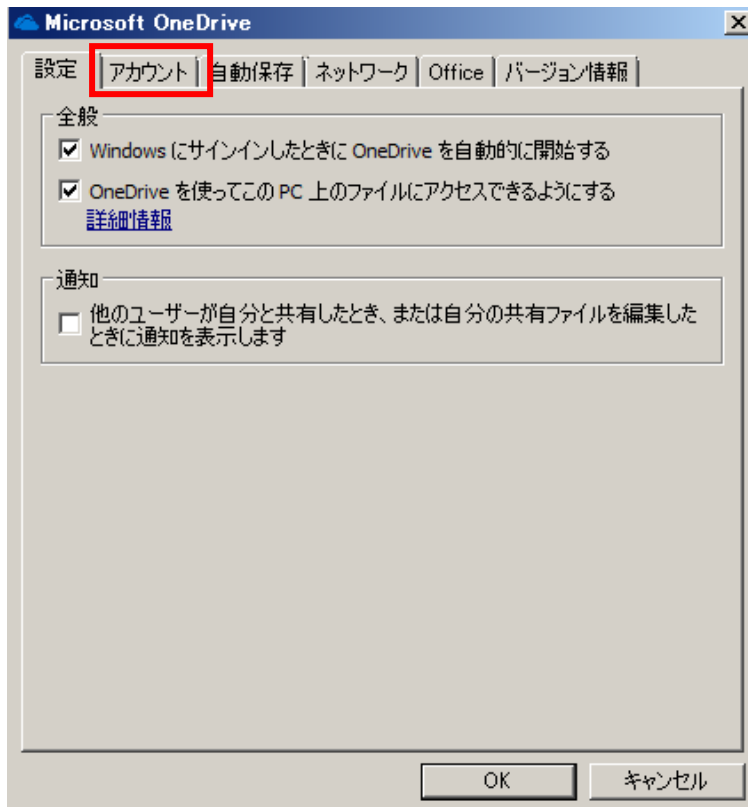 Microsoft OneDrive
設定 アカウント 自動保存 ネットワーク Office バージョン情報
全般
Windows にサインインしたときに OneDrive を自動的に開始する
OneDrive を使ってこの PC 上のファイルにアクセスできるようにする
詳細情報
通知
他のユーザーが自分と共有したとき、または自分の共有ファイルを編集した
ときに通知を表示します
OK キャンセル